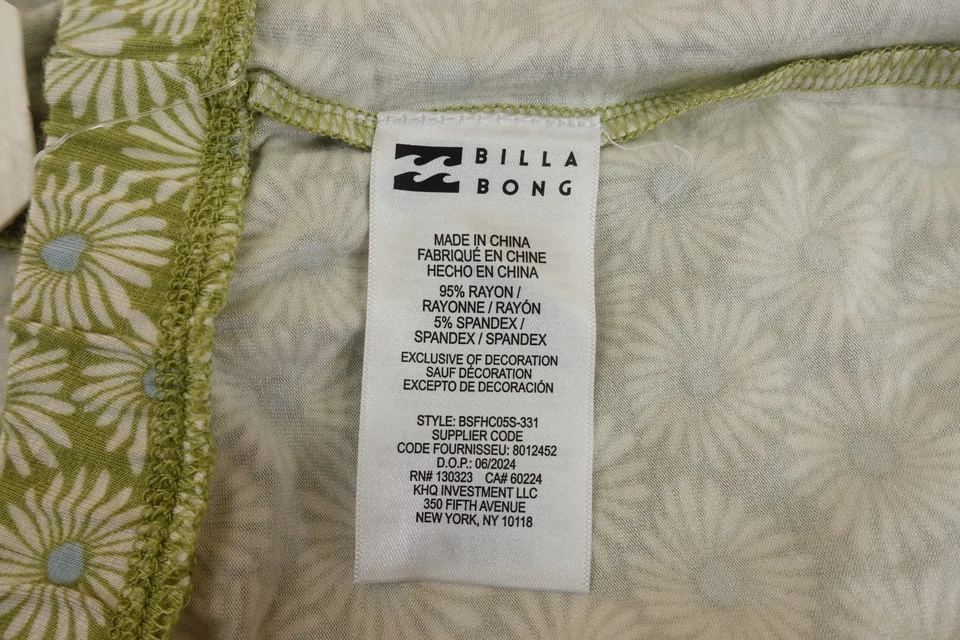 BILLA
BONG
MADE IN CHINA
FABRIQUÉ EN CHINE
HECHO EN CHINA
95% RAYON /
RAYONNE / RAYÓN
5% SPANDEX /
SPANDEX / SPANDEX
EXCLUSIVE OF DECORATION
SAUF DÉCORATION
EXCEPTO DE DECORACIÓN
STYLE: BSFHC05S-331
SUPPLIER CODE
CODE FOURNISSEU: 8012452
D.O.P.: 06/2024
RN# 130323 CA# 60224
KHQ INVESTMENT LLC
350 FIFTH AVENUE
NEW YORK, NY 10118